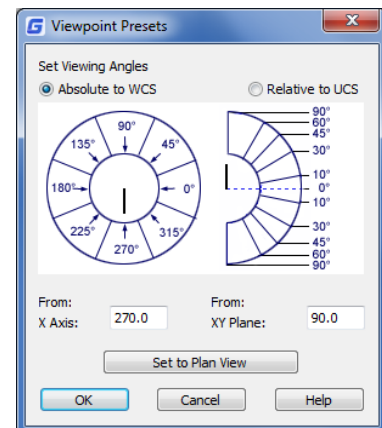 Viewpoint Presets
Set Viewing Angles
Absolute to WCS
Relative to UCS
90°
135°
45°
180°
0°
225°
315°
270°
90°
60°
45°
30°
10°
0°
10°
30°
45°
60°
90°
From:
X Axis: 270.0
From:
XY Plane: 90.0
Set to Plan View
OK
Cancel
Help